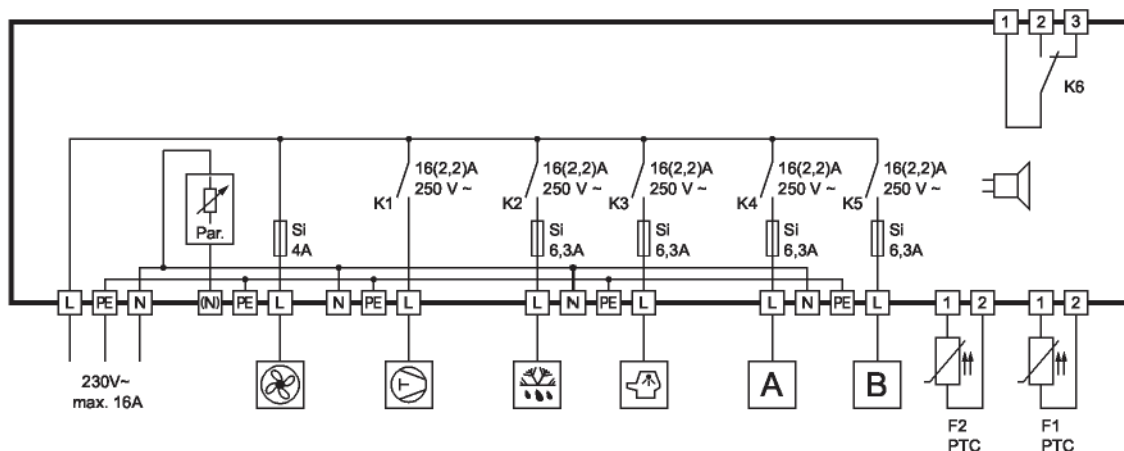 1 2 3
K6
K1 16(2,2)A
250 V ~
K2 16(2,2)A
250 V ~
K3 16(2,2)A
250 V ~
K4 16(2,2)A
250 V ~
K5 16(2,2)A
250 V ~
Par.
Si
4A
Si
6,3A
Si
6,3A
Si
6,3A
Si
6,3A
L PE N (N) PE L N PE L L N PE L L N PE L 1 2 1 2
230V~
max. 16A
T
A
B
F2
PTC
F1
PTC